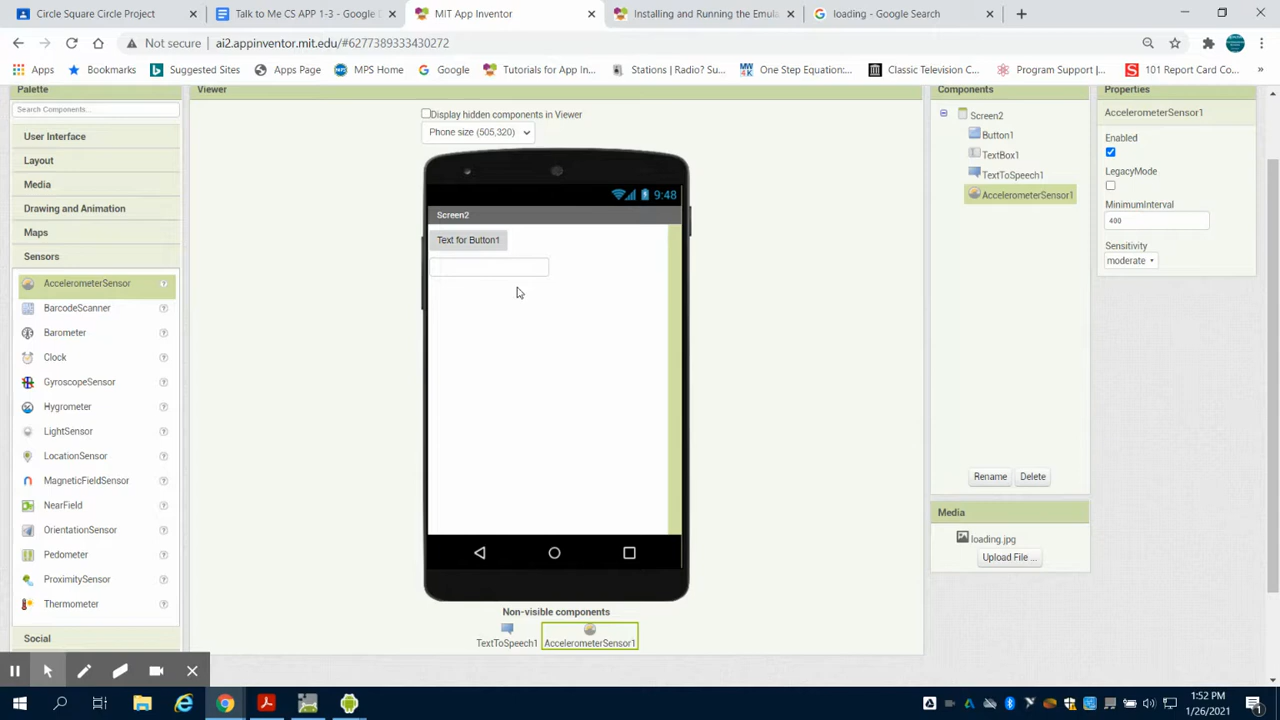 Circle Square Circle Project
Talk to Me CS APP 1-3 - Google D
MIT App Inventor
Installing and Running the Emula
loading - Google Search
Not secure
ai2.appinventor.mit.edu/#6277389333430272
Apps
Bookmarks
Suggested Sites
Apps Page
MPS Home
Google
Tutorials for App In...
Stations | Radio? Su...
One Step Equation:...
Classic Television C...
Program Support |...
101 Report Card Co...
»
Palette
Search Components...
User Interface
Layout
Media
Drawing and Animation
Maps
Sensors
AccelerometerSensor
BarcodeScanner
Barometer
Clock
GyroscopeSensor
Hygrometer
LightSensor
LocationSensor
MagneticFieldSensor
NearField
OrientationSensor
Pedometer
ProximitySensor
Thermometer
Social
Viewer
Display hidden components in Viewer
Phone size (505,320)
9:48
Screen2
Text for Button1
Non-visible components
TextToSpeech1
AccelerometerSensor1
Components
Screen2
Button1
TextBox1
TextToSpeech1
AccelerometerSensor1
Rename
Delete
Media
loading.jpg
Upload File ...
Properties
AccelerometerSensor1
Enabled
LegacyMode
MinimumInterval
400
Sensitivity
moderate
1:52 PM
1/26/2021